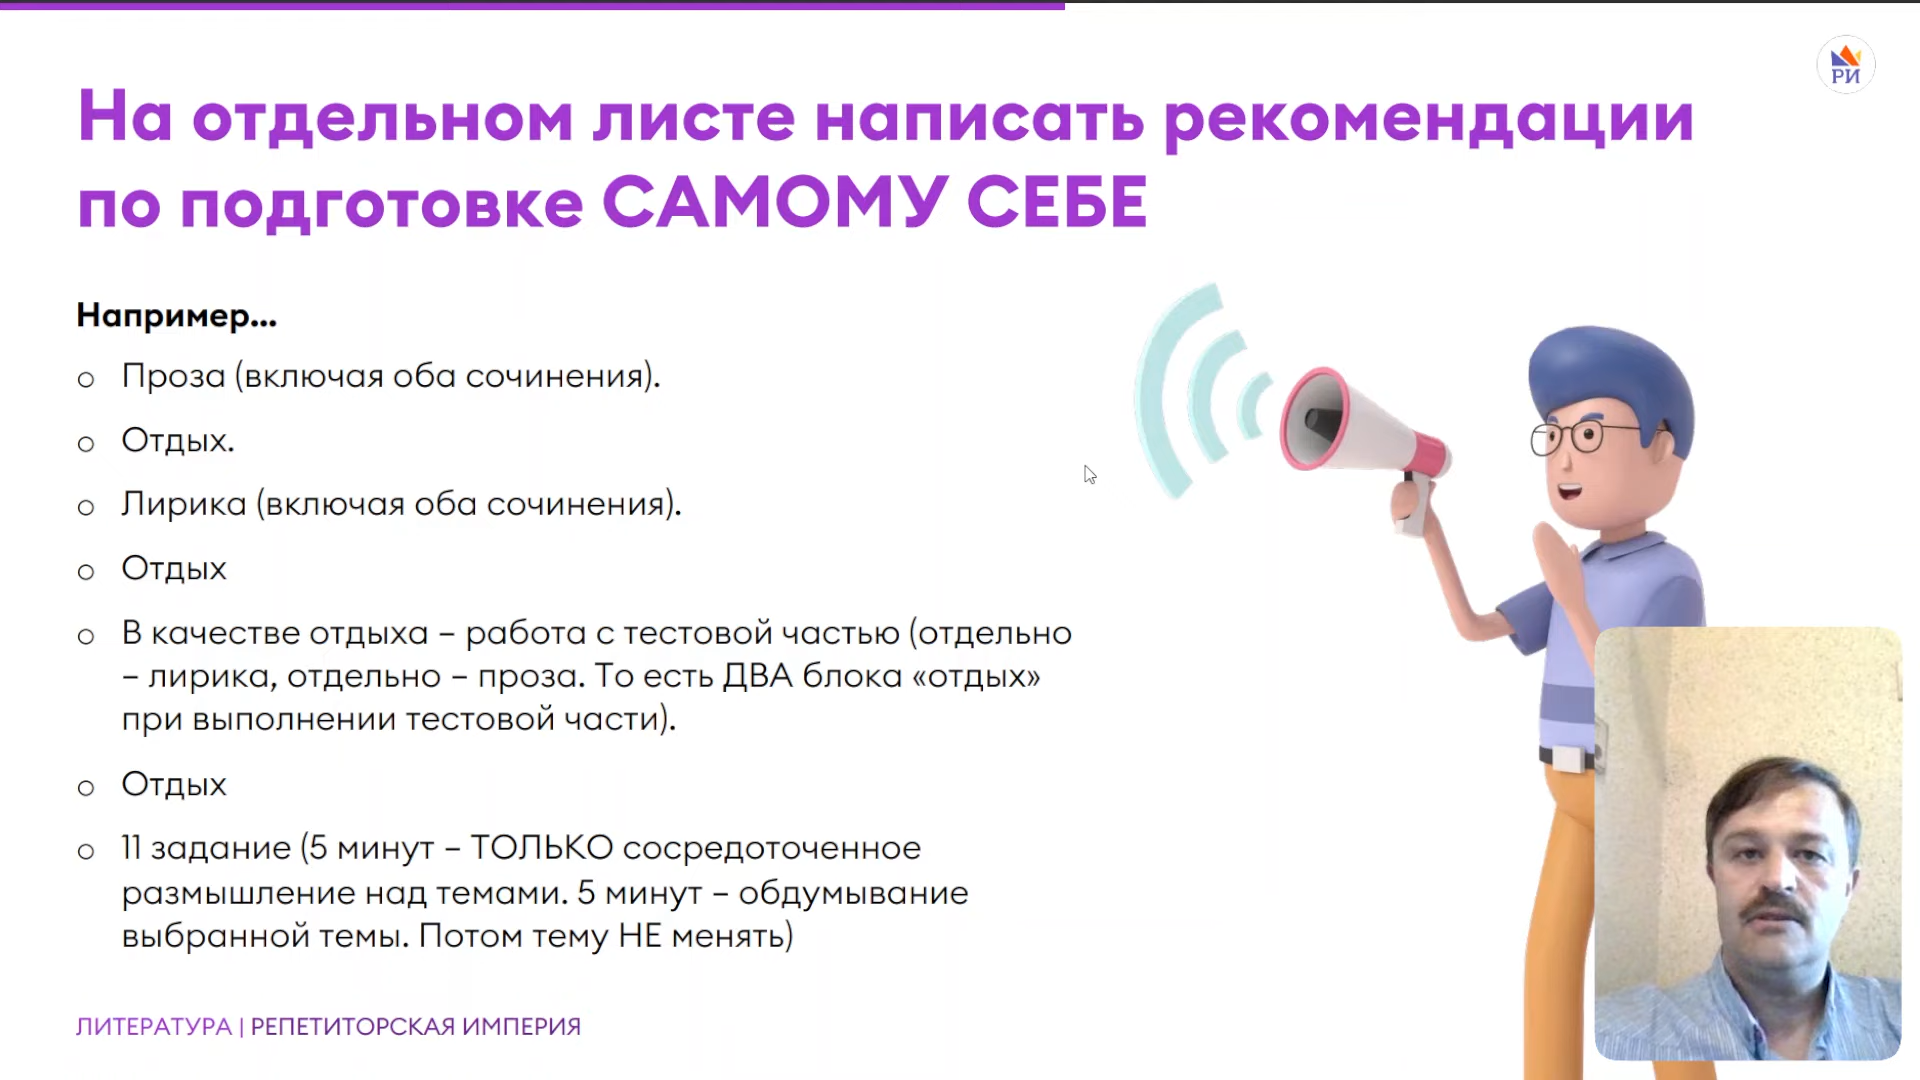 РИ
На отдельном листе написать рекомендации
по подготовке САМОМУ СЕБЕ
Например...
o Проза (включая оба сочинения).
o Отдых.
o Лирика (включая оба сочинения).
o Отдых
o В качестве отдыха – работа с тестовой частью (отдельно
– лирика, отдельно – проза. То есть ДВА блока «отдых»
при выполнении тестовой части).
o Отдых
o 11 задание (5 минут – ТОЛЬКО сосредоточенное
размышление над темами. 5 минут – обдумывание
выбранной темы. Потом тему НЕ менять)
ЛИТЕРАТУРА | РЕПЕТИТОРСКАЯ ИМПЕРИЯ